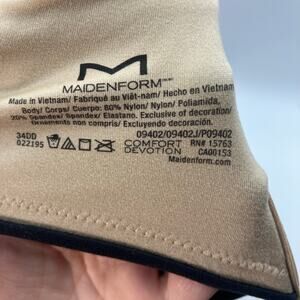 MAIDENFORM
Made in Vietnam/ Fabriqué au Viêt-nam/ Hecho en Vietnam
Body/ Corps/ Cuerpo: 80% Nylon/ Nylon/ Poliamida,
20% Spandex/ Spandex/ Elastano. Exclusive of decoration/
Ornements non compris/ Excluyendo decoración.
34DD 09402/09402J/P09402
022195 COMFORT RN# 15763
DEVOTION CA00153
Maidenform.com